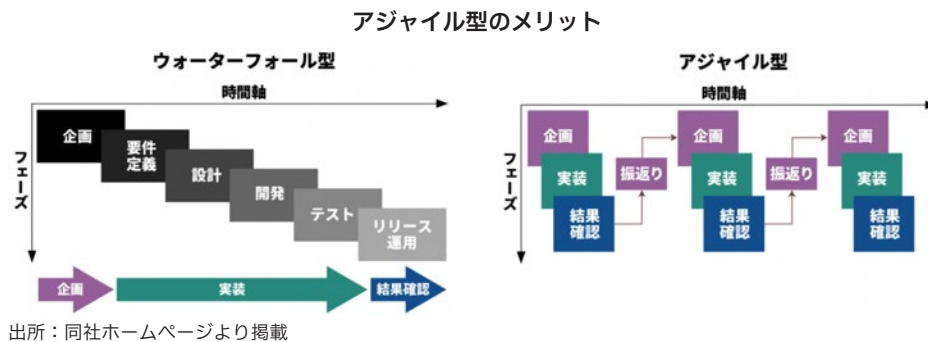 アジャイル型のメリット
ウォーターフォール型
時間軸
フェーズ
企画
要件
定義
設計
開発
テスト
リリース
運用
企画
実装
結果確認
アジャイル型
時間軸
フェーズ
企画
実装
結果
確認
振返り
企画
実装
結果
確認
振返り
企画
実装
結果
確認
出所：同社ホームページより掲載